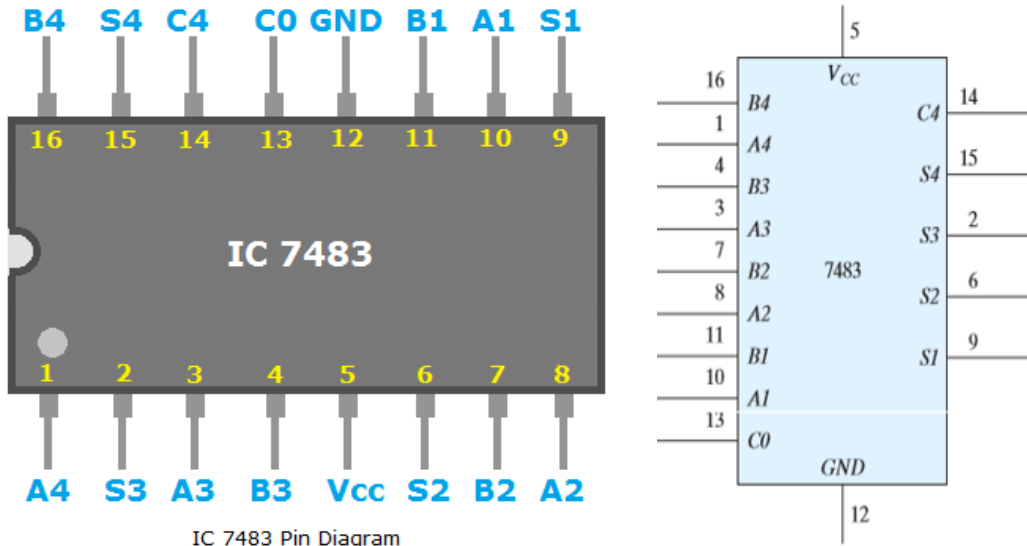 B4 S4 C4 C0 GND B1 A1 S1
16 15 14 13 12 11 10 9
IC 7483
1 2 3 4 5 6 7 8
A4 S3 A3 B3 Vcc S2 B2 A2
IC 7483 Pin Diagram
5
VCC
16 B4
1 A4
4 B3
3 A3
7 B2
8 A2
11 B1
10 A1
13 C0
7483
C4 14
S4 15
S3 2
S2 6
S1 9
GND
12